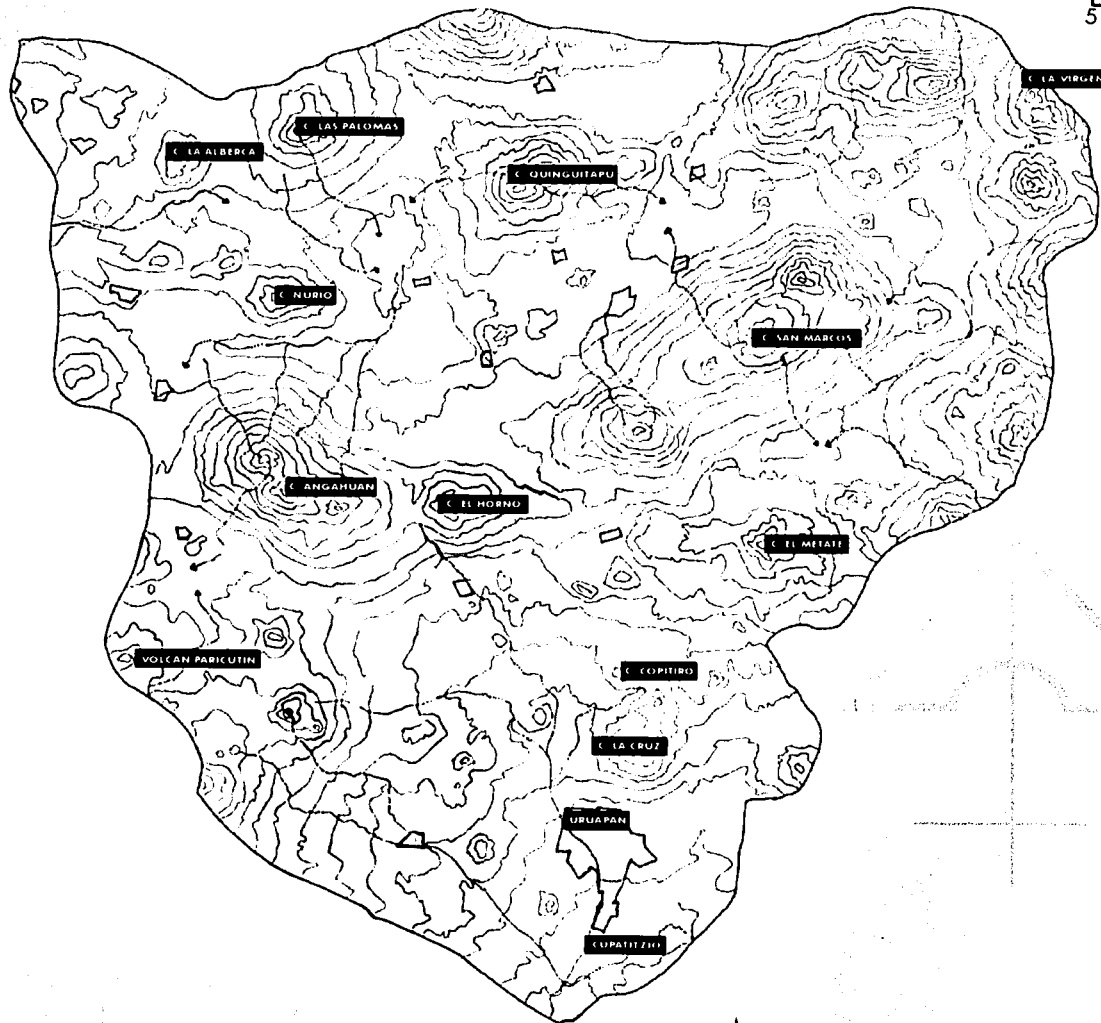 5
C. LA VIRGEN
C. LAS PALOMAS
C. LA ALBERCA
C. QUINGUITAPU
C. NURIO
C. SAN MARCOS
C. ANGAHUAN
C. EL HORNO
C. EL METATE
VOLCAN PARICUTIN
C. COPITIRO
C. LA CRUZ
URUAPAN
CUPATITZIO